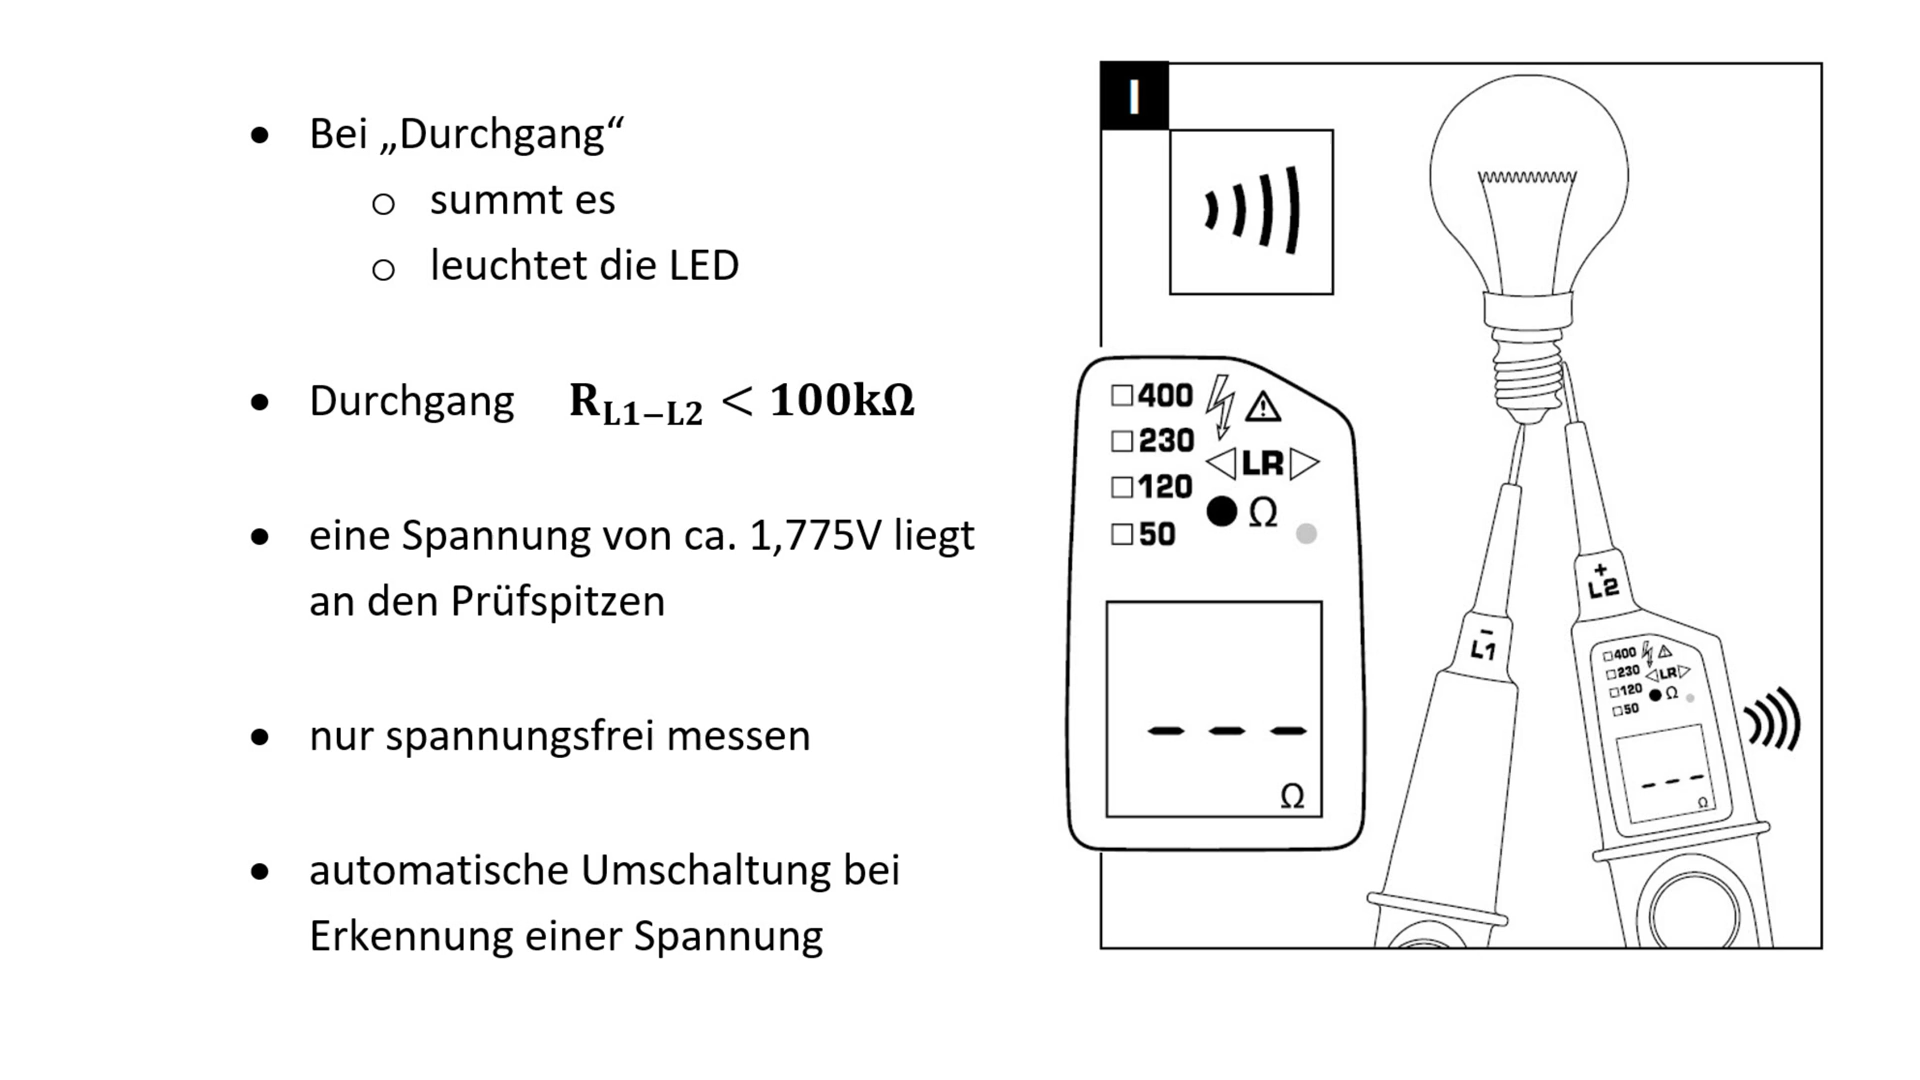 • Bei „Durchgang“
o summt es
o leuchtet die LED
• Durchgang R_L1−L2 < 100kΩ
• eine Spannung von ca. 1,775V liegt
an den Prüfspitzen
• nur spannungsfrei messen
• automatische Umschaltung bei
Erkennung einer Spannung
I
400
230
LR
120
50
Ω
Ω
+
L2
-
L1
400
230
LR
120
Ω
50
Ω